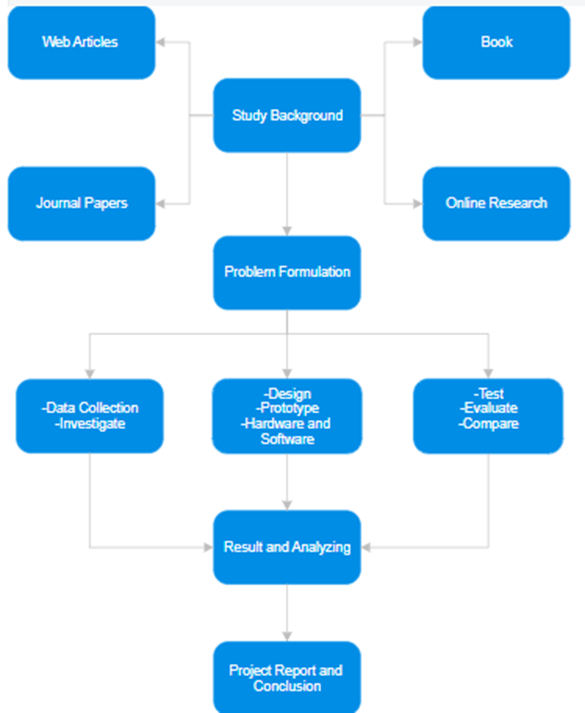 Web Articles
Book
Study Background
Journal Papers
Online Research
Problem Formulation
-Data Collection
-Investigate
-Design
-Prototype
-Hardware and
Software
-Test
-Evaluate
-Compare
Result and Analyzing
Project Report and
Conclusion